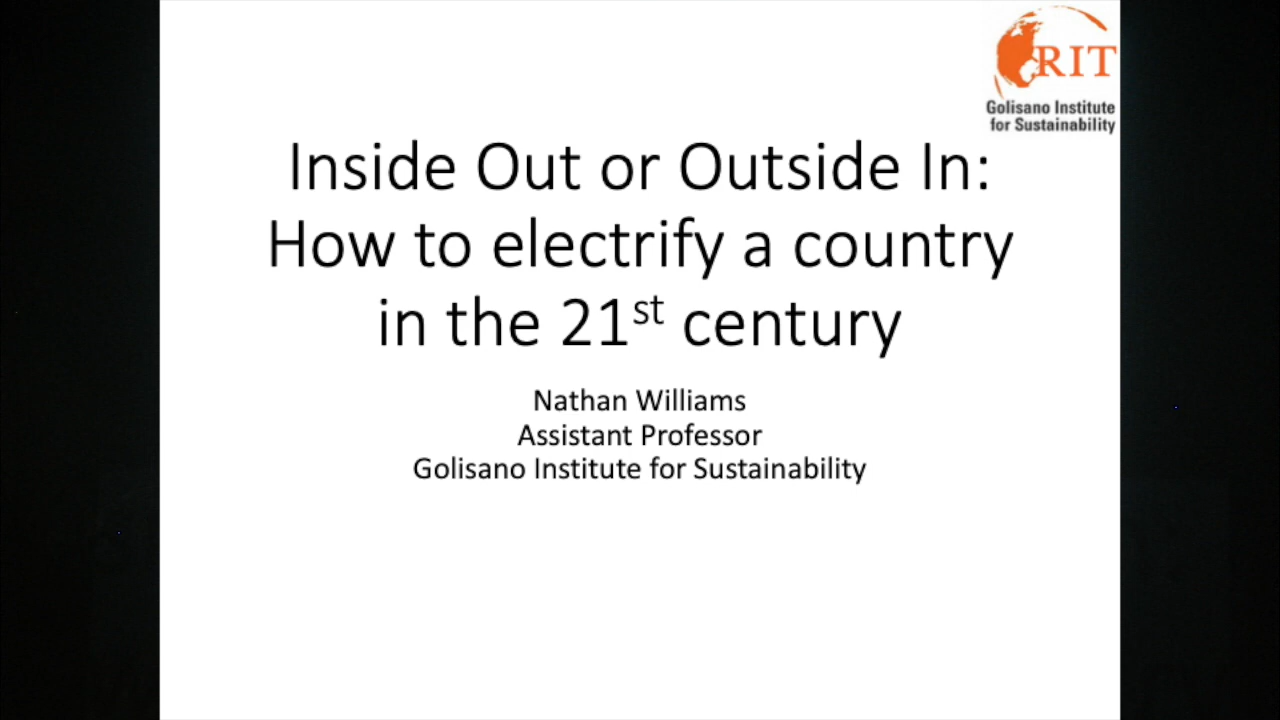 RIT
Golisano Institute
for Sustainability
Inside Out or Outside In:
How to electrify a country
in the 21st century
Nathan Williams
Assistant Professor
Golisano Institute for Sustainability